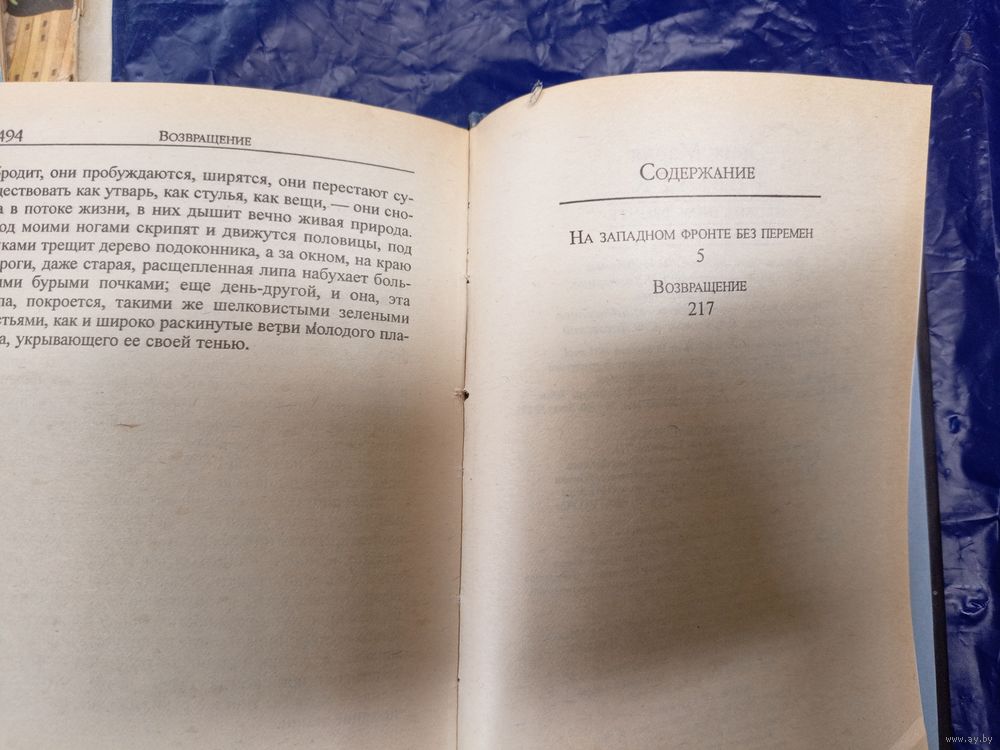 494
ВОЗВРАЩЕНИЕ
бродит, они пробуждаются, ширятся, они перестают су-
ществовать как утварь, как стулья, как вещи, — они сно-
а в потоке жизни, в них дышит вечно живая природа.
од моими ногами скрипят и движутся половицы, под
ками трещит дерево подоконника, а за окном, на краю
роги, даже старая, расщепленная липа набухает боль-
ими бурыми почками; еще день-другой, и она, эта
па, покроется, такими же шелковистыми зелеными
стьями, как и широко раскинутые ветви молодого пла-
а, укрывающего ее своей тенью.
СОДЕРЖАНИЕ
НА ЗАПАДНОМ ФРОНТЕ БЕЗ ПЕРЕМЕН
5
ВОЗВРАЩЕНИЕ
217
www.ay.by